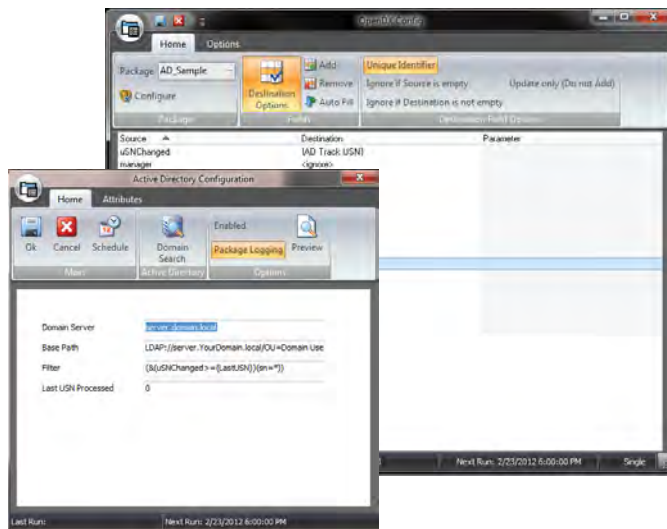 OpenDX Config
Home Options
Package AD_Sample
Configure
Package
Destination Options
Add
Remove
Auto Fill
Fields
Unique Identifier
Ignore if Source is empty
Update only (Do not Add)
Ignore if Destination is not empty
Destination Field Options
Source Destination Parameter
uSNChanged (AD Track USN)
manager <ignore>
Next Run: 2/23/2012 6:00:00 PM Single
Active Directory Configuration
Home Attributes
Ok Cancel Schedule
Domain Search
Active Directory
Enabled
Package Logging
Preview
Options
Domain Server server.domain.local
Base Path LDAP://server.YourDomain.local/OU=Domain Use
Filter (&(uSNChanged>={LastUSN})(sn=*))
Last USN Processed 0
Last Run: Next Run: 2/23/2012 6:00:00 PM